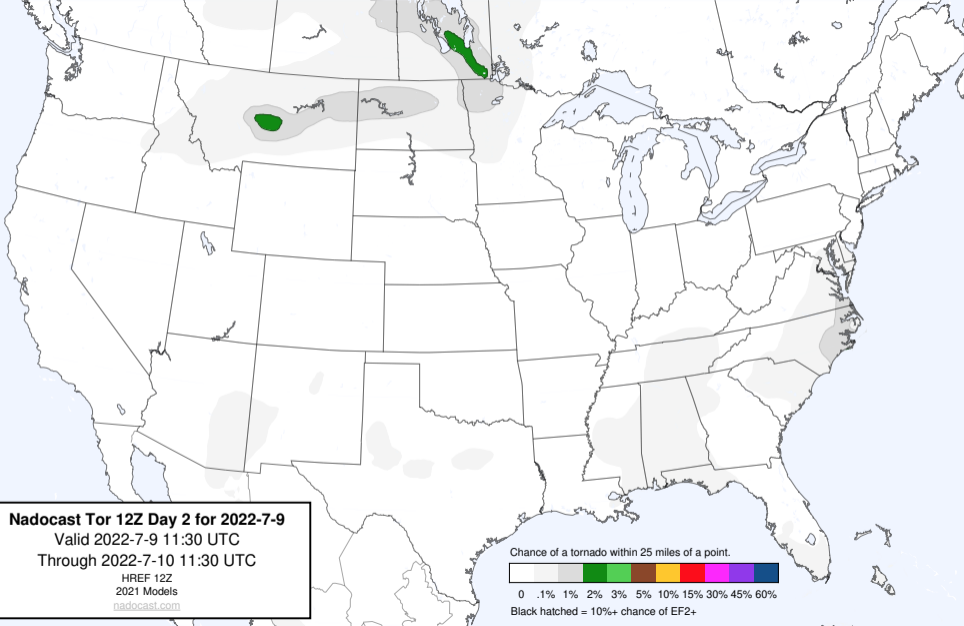 Nadocast Tor 12Z Day 2 for 2022-7-9
Valid 2022-7-9 11:30 UTC
Through 2022-7-10 11:30 UTC
HREF 12Z
2021 Models
nadocast.com
Chance of a tornado within 25 miles of a point.
0 .1% 1% 2% 3% 5% 10% 15% 30% 45% 60%
Black hatched = 10%+ chance of EF2+